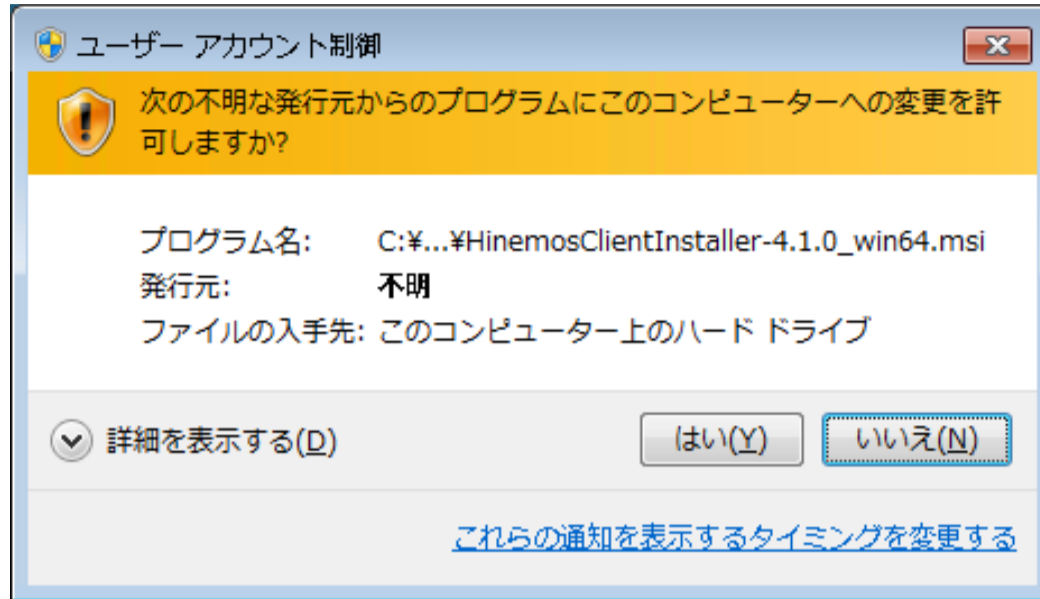 ユーザー アカウント制御
次の不明な発行元からのプログラムにこのコンピューターへの変更を許
可しますか?
プログラム名: C:¥...¥HinemosClientInstaller-4.1.0_win64.msi
発行元: 不明
ファイルの入手先: このコンピューター上のハード ドライブ
詳細を表示する(D) はい(Y) いいえ(N)
これらの通知を表示するタイミングを変更する